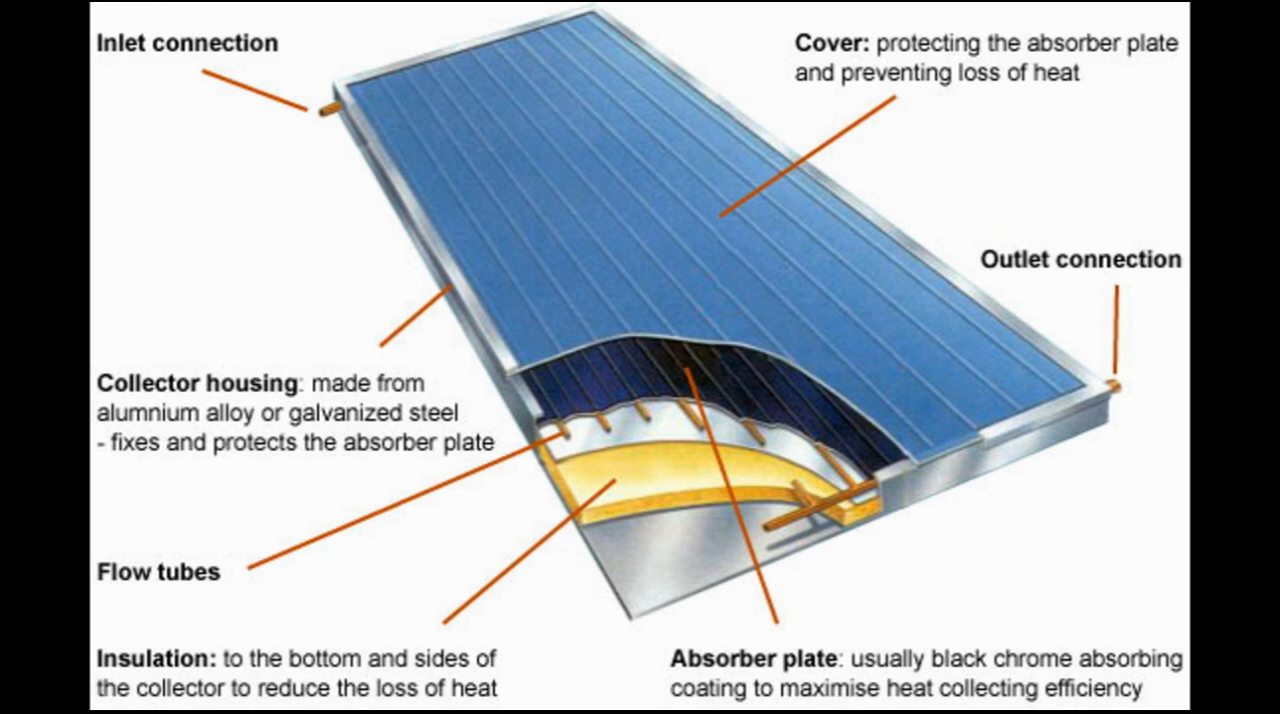 Inlet connection
Cover: protecting the absorber plate
and preventing loss of heat
Outlet connection
Collector housing: made from
alumnium alloy or galvanized steel
- fixes and protects the absorber plate
Flow tubes
Insulation: to the bottom and sides of
the collector to reduce the loss of heat
Absorber plate: usually black chrome absorbing
coating to maximise heat collecting efficiency